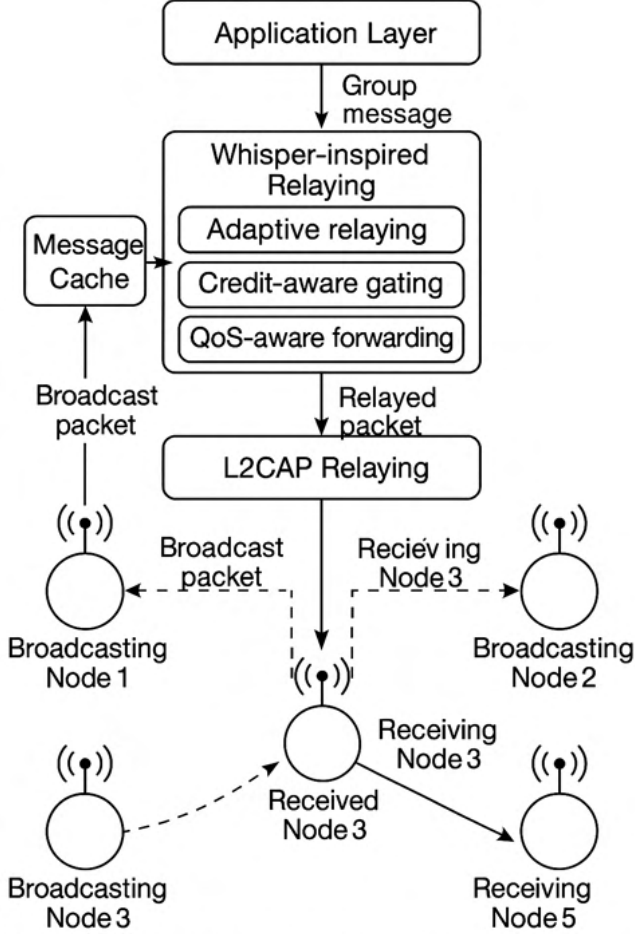 Application Layer
Group
message
Whisper-inspired
Relaying
Adaptive relaying
Credit-aware gating
QoS-aware forwarding
Message
Cache
Broadcast
packet
Relayed
packet
L2CAP Relaying
Broadcast
packet
Recieving
Node 3
Broadcasting
Node 1
Broadcasting
Node 2
Receiving
Node 3
Received
Node 3
Broadcasting
Node 3
Receiving
Node 5